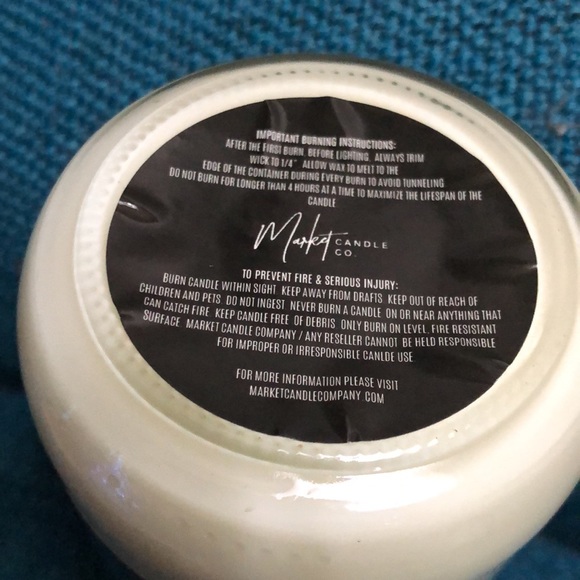 IMPORTANT BURNING INSTRUCTIONS:
AFTER THE FIRST BURN, BEFORE LIGHTING, ALWAYS TRIM
WICK TO 1/4" ALLOW WAX TO MELT TO THE
EDGE OF THE CONTAINER DURING EVERY BURN TO AVOID TUNNELING
DO NOT BURN FOR LONGER THAN 4 HOURS AT A TIME TO MAXIMIZE THE LIFESPAN OF THE
CANDLE
Market CANDLE
CO.
TO PREVENT FIRE & SERIOUS INJURY:
BURN CANDLE WITHIN SIGHT. KEEP AWAY FROM DRAFTS. KEEP OUT OF REACH OF
CHILDREN AND PETS. DO NOT INGEST. NEVER BURN A CANDLE ON OR NEAR ANYTHING THAT
CAN CATCH FIRE. KEEP CANDLE FREE OF DEBRIS. ONLY BURN ON LEVEL, FIRE RESISTANT
SURFACE. MARKET CANDLE COMPANY / ANY RESELLER CANNOT BE HELD RESPONSIBLE
FOR IMPROPER OR IRRESPONSIBLE CANLDE USE.
FOR MORE INFORMATION PLEASE VISIT
MARKETCANDLECOMPANY.COM